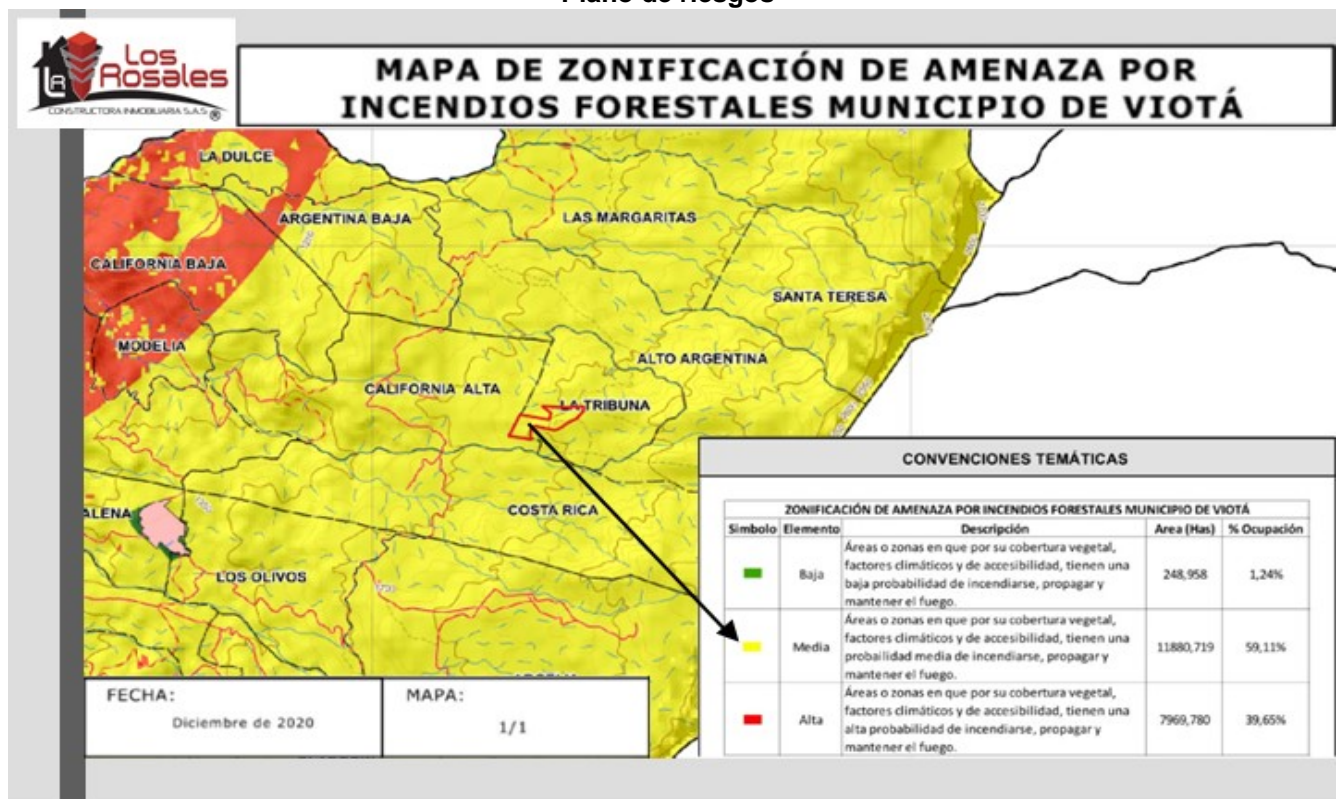 Plano de riesgos
LR
Los
Rosales
CONSTRUCTORA INMOBILIARIA S.A.S ®
MAPA DE ZONIFICACIÓN DE AMENAZA POR
INCENDIOS FORESTALES MUNICIPIO DE VIOTÁ
LA DULCE
ARGENTINA BAJA
LAS MARGARITAS
CALIFORNIA BAJA
SANTA TERESA
MODELIA
ALTO ARGENTINA
CALIFORNIA ALTA
LA TRIBUNA
ALENA
COSTA RICA
LOS OLIVOS
CONVENCIONES TEMÁTICAS
ZONIFICACIÓN DE AMENAZA POR INCENDIOS FORESTALES MUNICIPIO DE VIOTÁ
Simbolo Elemento Descripción Area (Has) % Ocupación
Áreas o zonas en que por su cobertura vegetal,
factores climáticos y de accesibilidad, tienen una
Baja baja probabilidad de incendiarse, propagar y 248,958 1,24%
mantener el fuego.
Áreas o zonas en que por su cobertura vegetal,
factores climáticos y de accesibilidad, tienen una
Media probailidad media de incendiarse, propagar y 11880,719 59,11%
mantener el fuego.
Áreas o zonas en que por su cobertura vegetal,
factores climáticos y de accesibilidad, tienen una
Alta alta probabilidad de incendiarse, propagar y 7969,780 39,65%
mantener el fuego.
FECHA:
Diciembre de 2020
MAPA:
1/1